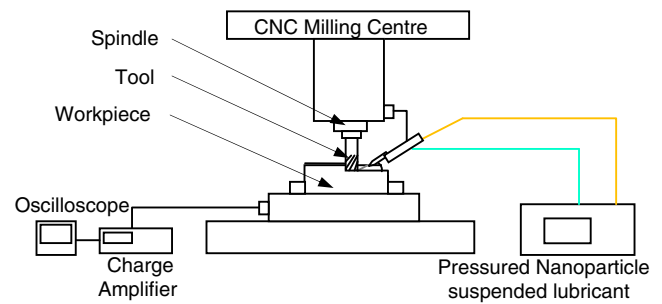 CNC Milling Centre
Spindle
Tool
Workpiece
Oscilloscope
Charge
Amplifier
Pressured Nanoparticle
suspended lubricant